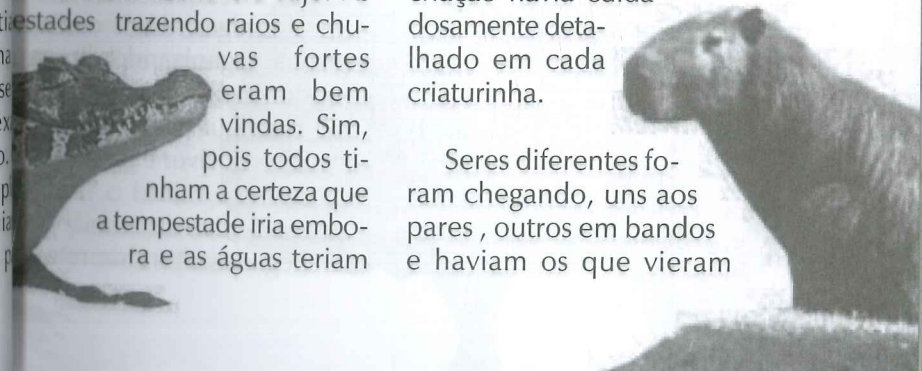 estades trazendo raios e chu-
vas fortes
eram bem
vindas. Sim,
pois todos ti-
nham a certeza que
a tempestade iria embo-
ra e as águas teriam
dosamente deta-
lhado em cada
criaturinha.
Seres diferentes fo-
ram chegando, uns aos
pares , outros em bandos
e haviam os que vieram